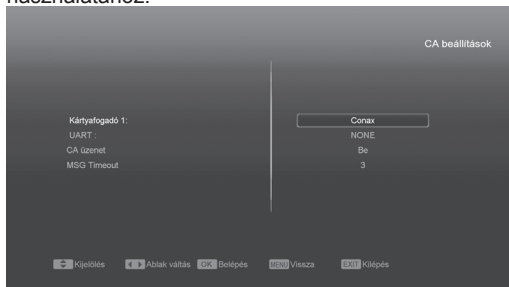 használatához.
CA beállítások
Kártyafogadó 1: Conax
UART : NONE
CA üzenet Be
MSG Timeout 3
Kijelölés Ablak váltás OK Belépés MENU Vissza EXIT Kilépés